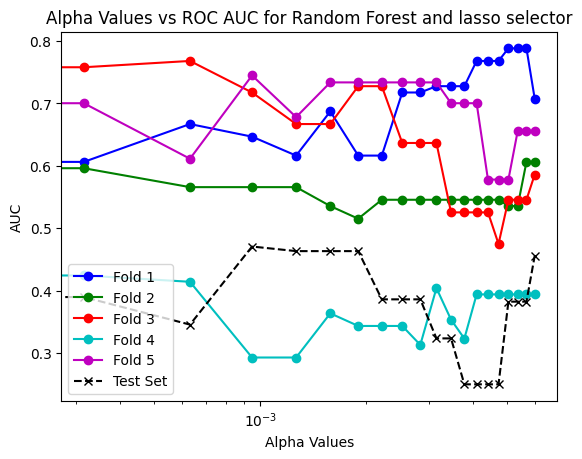 Alpha Values vs ROC AUC for Random Forest and lasso selector
0.8
0.7
0.6
0.5
0.4
0.3
AUC
Fold 1
Fold 2
Fold 3
Fold 4
Fold 5
Test Set
10⁻³
Alpha Values